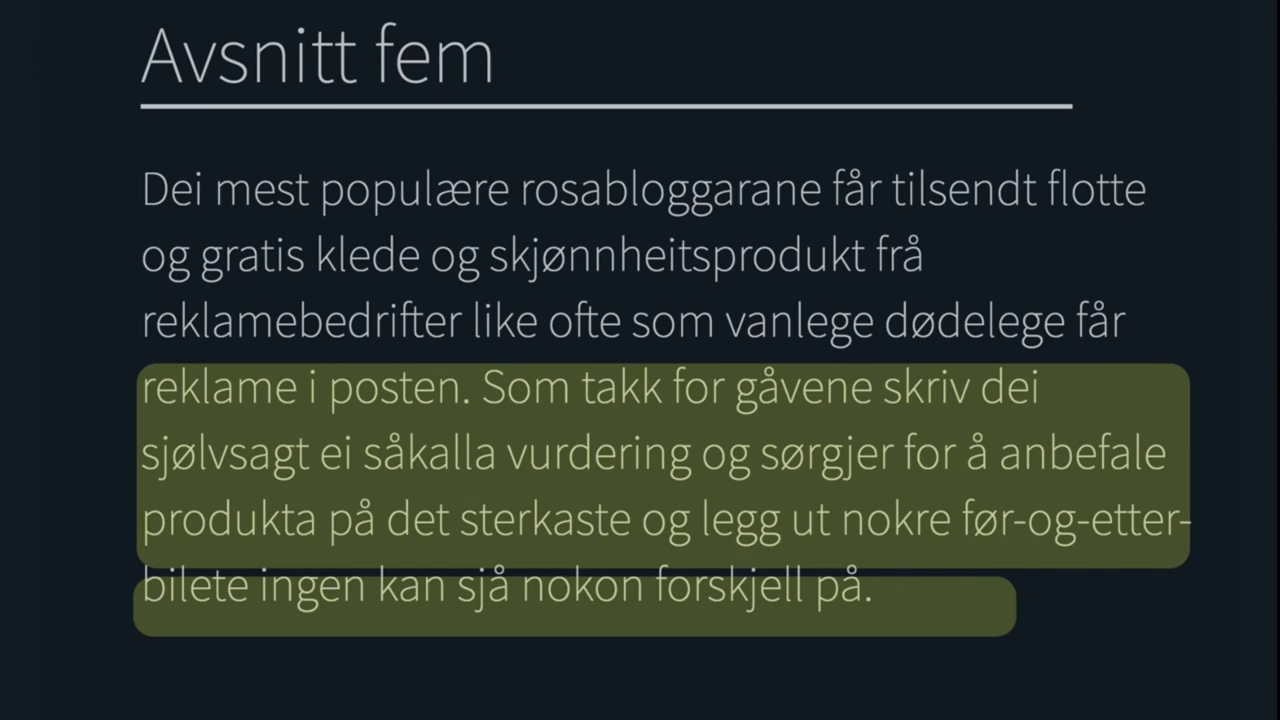 Avsnitt fem
Dei mest populære rosabloggarane får tilsendt flotte
og gratis klede og skjønnheitsprodukt frå
reklamebedrifter like ofte som vanlege dødelege får
reklame i posten. Som takk for gåvene skriv dei
sjølvsagt ei såkalla vurdering og sørgjer for å anbefale
produkta på det sterkaste og legg ut nokre før-og-etter-
bilete ingen kan sjå nokon forskjell på.